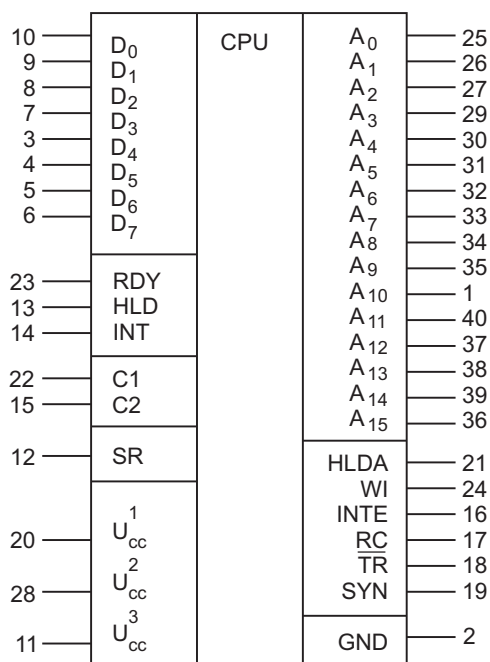 10 D0 CPU A0 25
9 D1 A1 26
8 D2 A2 27
7 D3 A3 29
3 D4 A4 30
4 D5 A5 31
5 D6 A6 32
6 D7 A7 33
A8 34
A9 35
23 RDY A10 1
13 HLD A11 40
14 INT A12 37
22 C1 A13 38
15 C2 A14 39
A15 36
12 SR HLDA 21
WI 24
INTE 16
20 U1cc RC 17
TR 18
28 U2cc SYN 19
11 U3cc GND 2